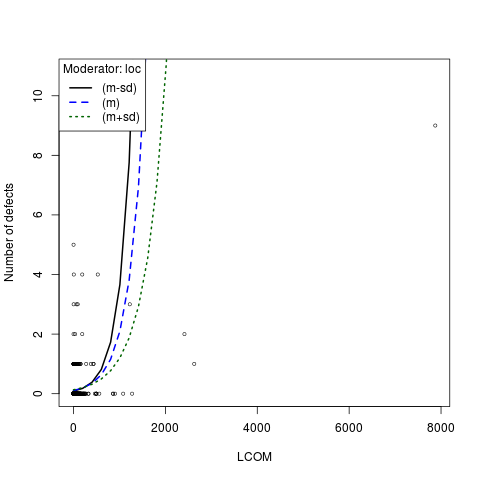 Moderator: loc
(m-sd)
(m)
(m+sd)
Number of defects
10
8
6
4
2
0
0 2000 4000 6000 8000
LCOM